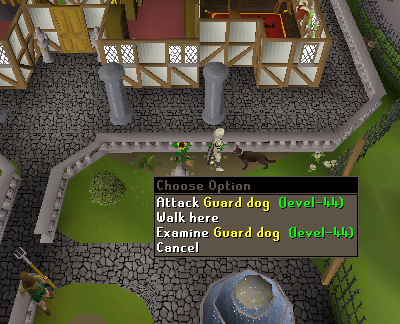 Choose Option
Attack Guard dog (level-44)
Walk here
Examine Guard dog (level-44)
Cancel